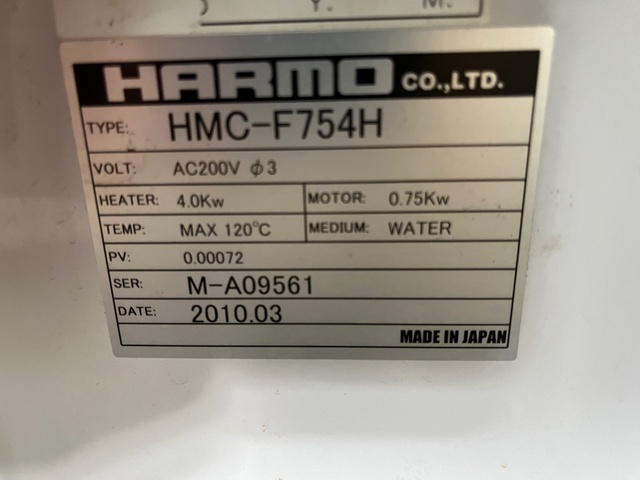 Y. M.
HARMO CO.,LTD.
TYPE: HMC-F754H
VOLT: AC200V φ3
HEATER: 4.0Kw MOTOR: 0.75Kw
TEMP: MAX 120℃ MEDIUM: WATER
PV: 0.00072
SER: M-A09561
DATE: 2010.03
MADE IN JAPAN